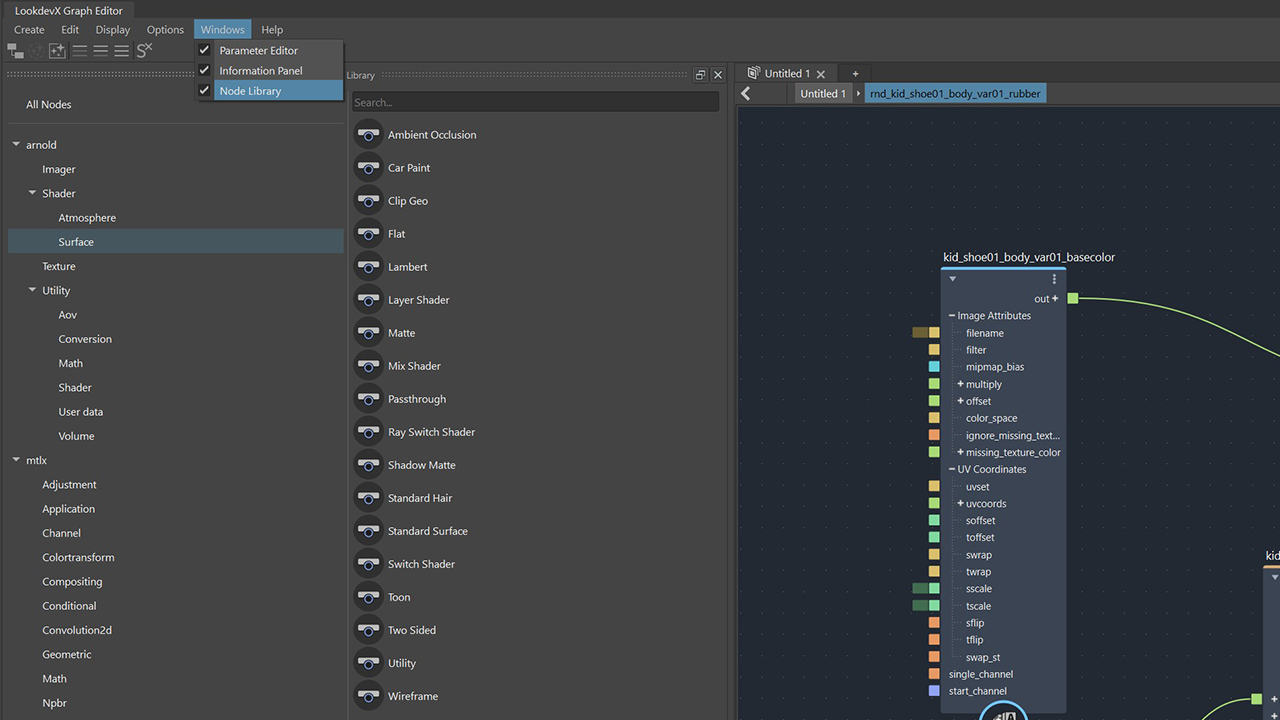 LookdevX Graph Editor
Create Edit Display Options Windows Help
Parameter Editor
Information Panel
Node Library
All Nodes
arnold
Imager
Shader
Atmosphere
Surface
Texture
Utility
Aov
Conversion
Math
Shader
User data
Volume
mtlx
Adjustment
Application
Channel
Colortransform
Compositing
Conditional
Convolution2d
Geometric
Math
Npbr
Library
Search...
Ambient Occlusion
Car Paint
Clip Geo
Flat
Lambert
Layer Shader
Matte
Mix Shader
Passthrough
Ray Switch Shader
Shadow Matte
Standard Hair
Standard Surface
Switch Shader
Toon
Two Sided
Utility
Wireframe
Untitled 1
Untitled 1 rnd_kid_shoe01_body_var01_rubber
kid_shoe01_body_var01_basecolor
out
Image Attributes
filename
filter
mipmap_bias
multiply
offset
color_space
ignore_missing_text...
missing_texture_color
UV Coordinates
uvset
uvcoords
soffset
toffset
swrap
twrap
sscale
tscale
sflip
tflip
swap_st
single_channel
start_channel
kid